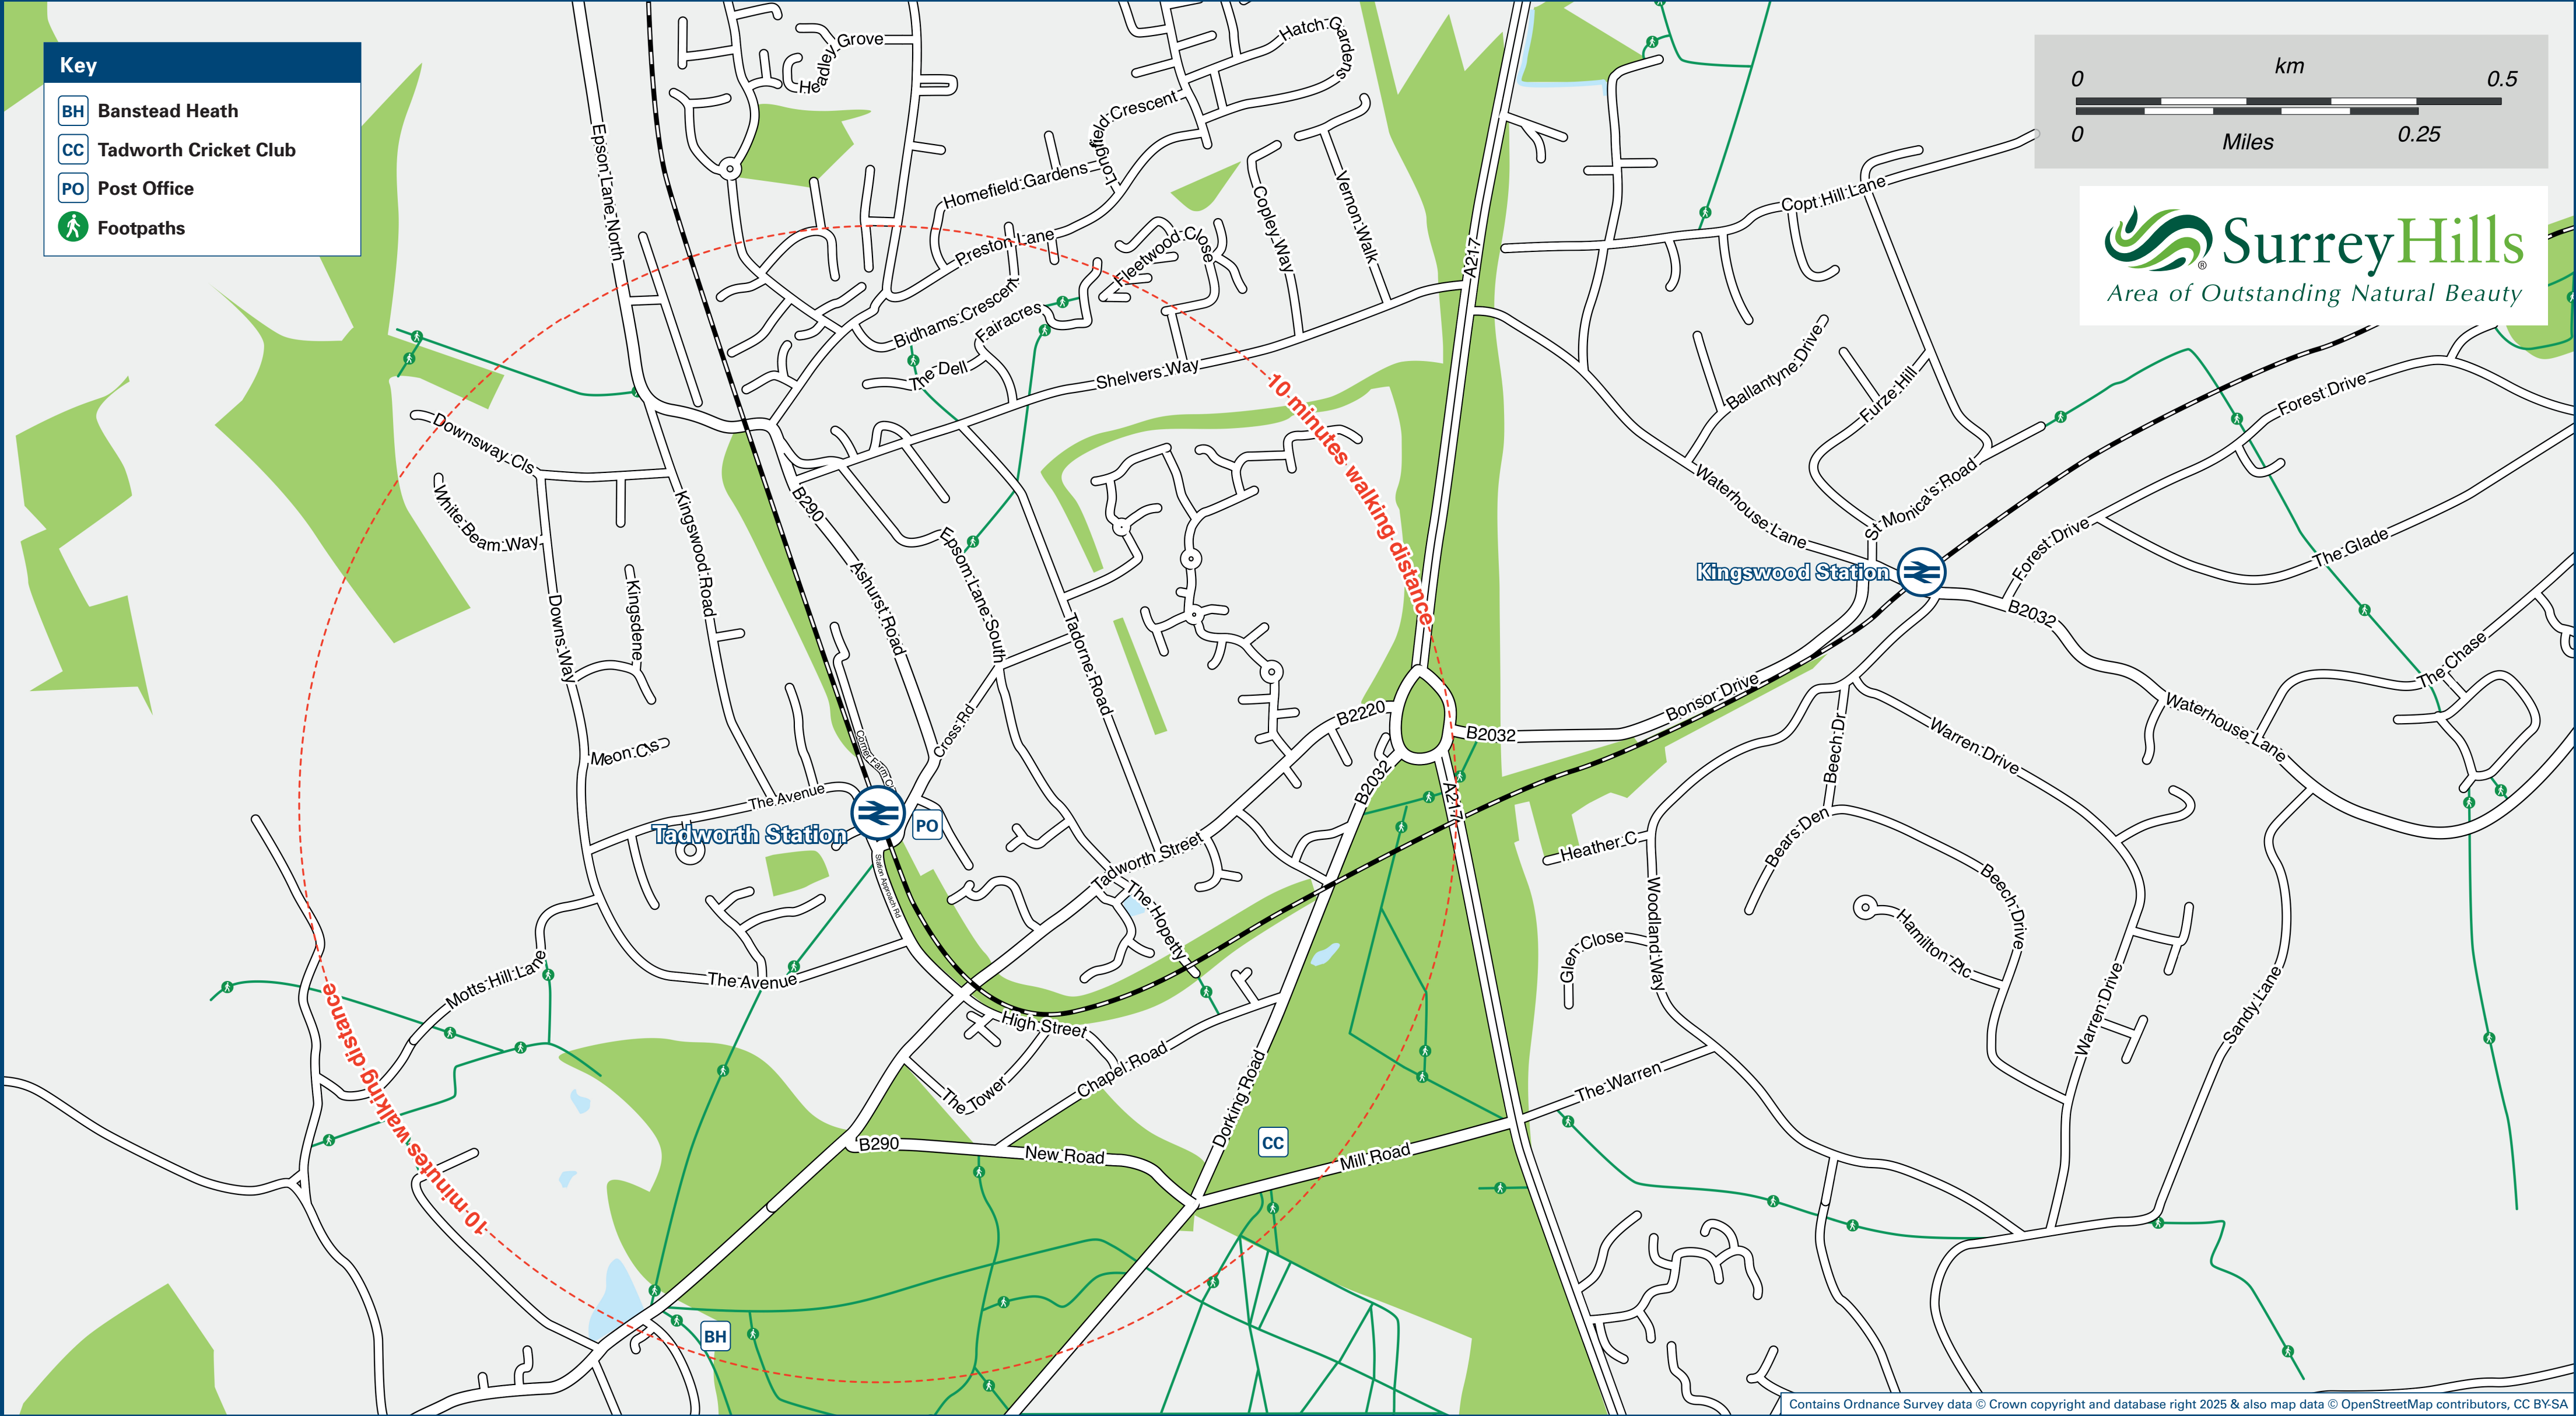 Key
BH Banstead Heath
CC Tadworth Cricket Club
PO Post Office
Footpaths
km
0 0.5
0 0.25
Miles
SurreyHills
®
Area of Outstanding Natural Beauty
Grove
Headley
Hatch Gardens
Epsom Lane North
Longfield Crescent
Homefield Gardens
Preston Lane
Fleetwood Close
Copley Way
Vernon Walk
A217
Copt Hill Lane
Bidhams Crescent
Fairacres
The Dell
Shelvers Way
10 minutes walking distance
Ballantyne Drive
Furze Hill
Forest Drive
Downsway Cls
White Beam Way
Kingswood Road
B290
Ashurst Road
Epsom Lane South
Waterhouse Lane
St Monica's Road
Kingswood Station
Forest Drive
The Glade
B2032
Kingsdene
Downs Way
Tadorne Road
Cross Rd
Corner Farm Cl
Meon Cls
The Avenue
B2220
B2032
B2032
Bonsor Drive
The Chase
Waterhouse Lane
Warren Drive
Beech Dr
Tadworth Station
PO
A217
Tadworth Street
Station Approach Rd
The Hopetty
Heather C
Bears Den
Woodland Way
Beech Drive
Glen Close
Hamilton Plc
Motts Hill Lane
The Avenue
High Street
Chapel Road
The Tower
Dorking Road
The Warren
Warren Drive
Sandy Lane
10 minutes walking distance
B290
New Road
CC
Mill Road
BH
Contains Ordnance Survey data © Crown copyright and database right 2025 & also map data © OpenStreetMap contributors, CC BY-SA